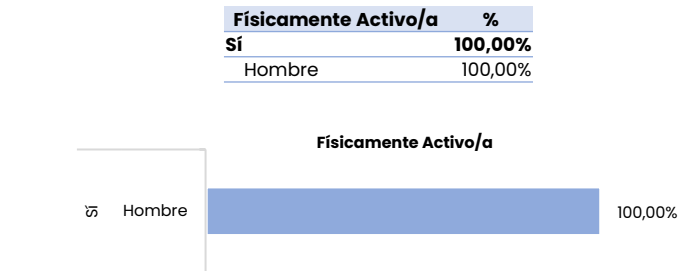 Físicamente Activo/a %
Sí 100,00%
Hombre 100,00%
Físicamente Activo/a
Sí Hombre 100,00%